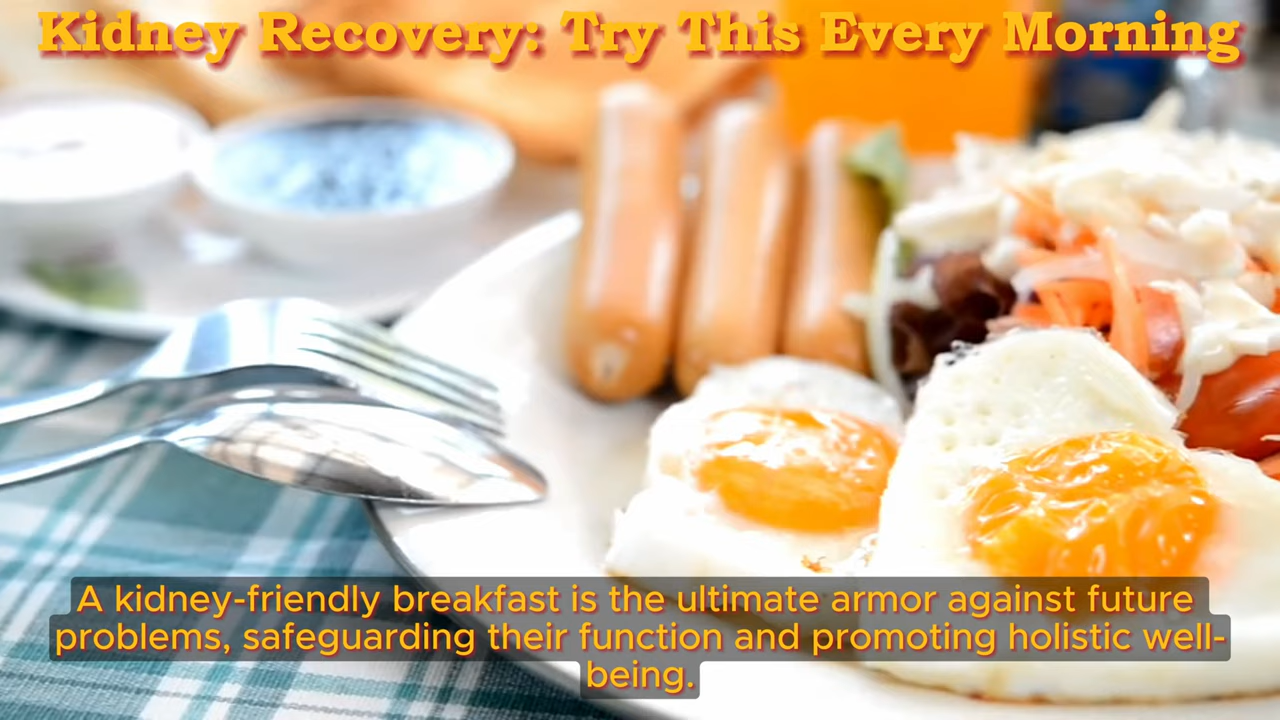 Kidney Recovery: Try This Every Morning
A kidney-friendly breakfast is the ultimate armor against future
problems, safeguarding their function and promoting holistic well-
being.